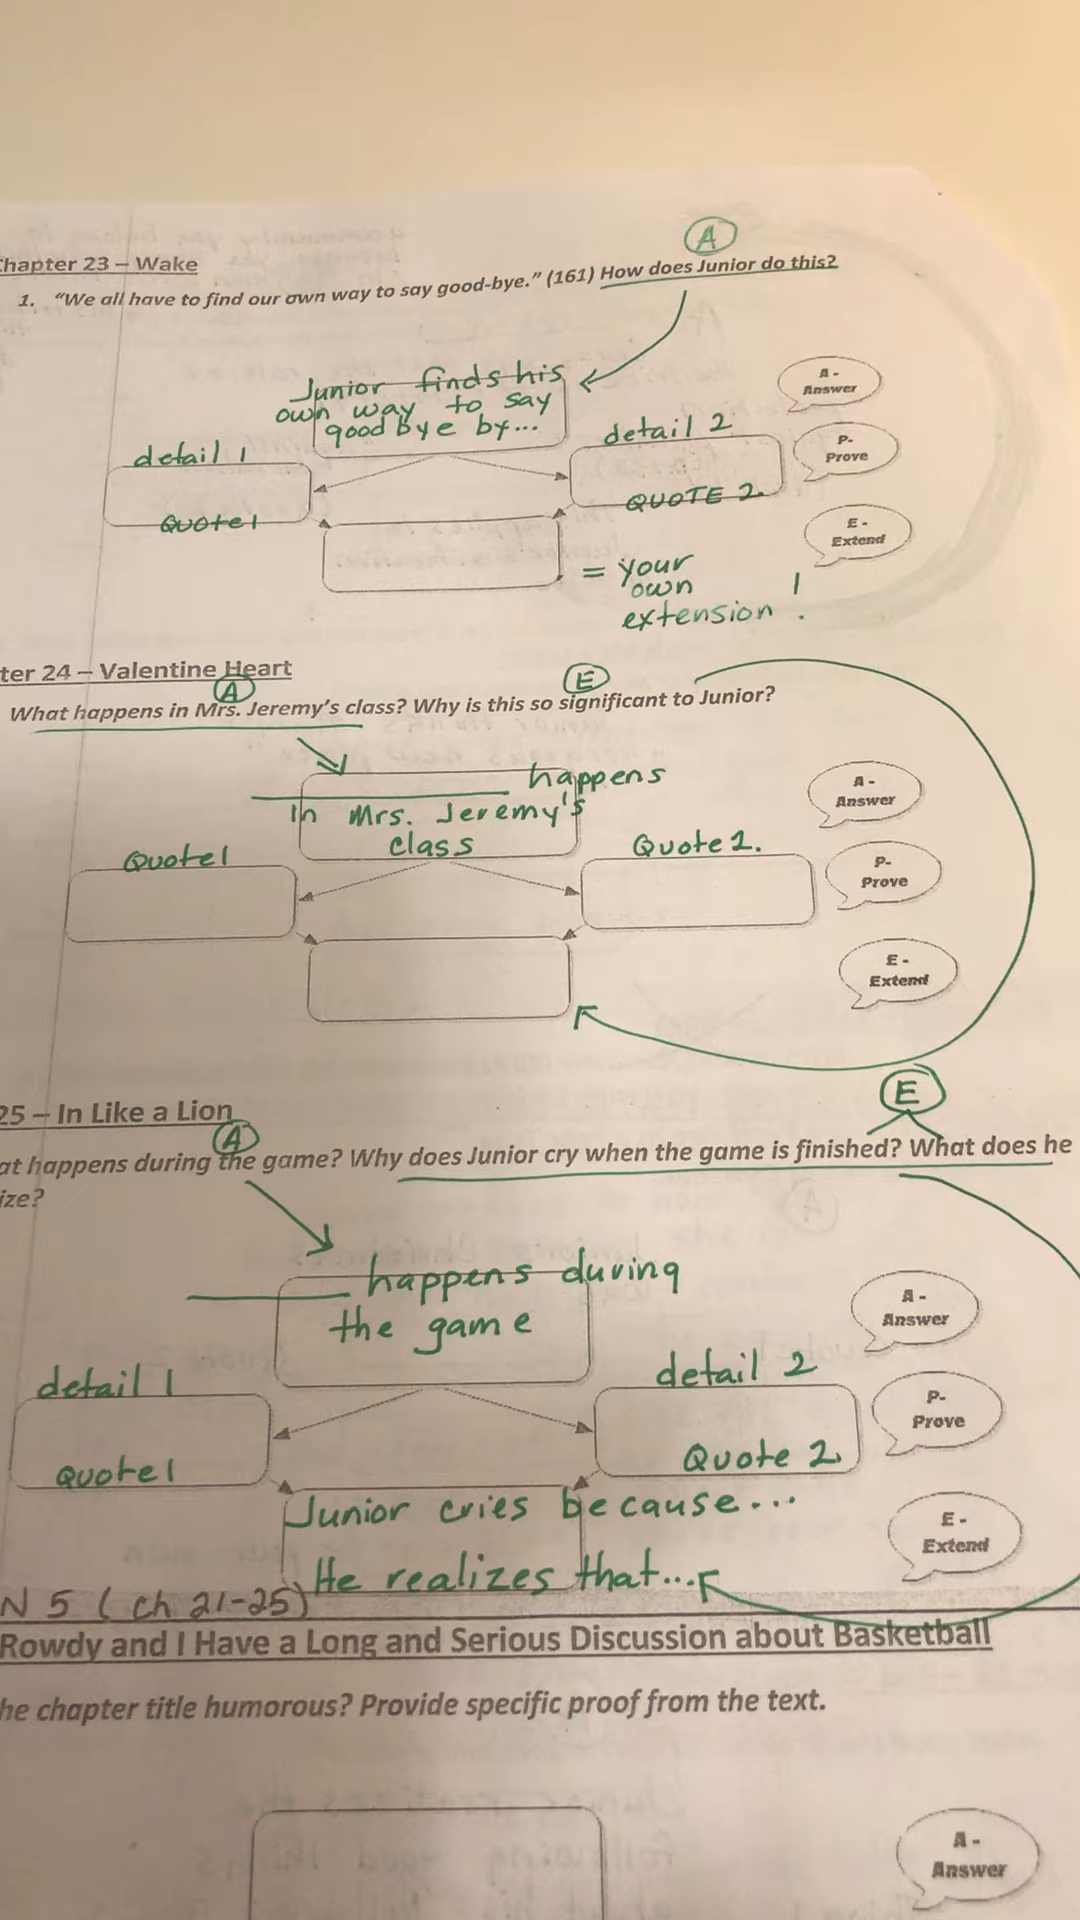 Chapter 23 – Wake
A
1. "We all have to find our own way to say good-bye." (161) How does Junior do this?
Junior finds his
own way to say
good bye by...
A -
Answer
detail 1
detail 2
P-
Prove
Quote 1
QUOTE 2.
E -
Extend
= your
own
extension !
ter 24 – Valentine Heart
A
E
What happens in Mrs. Jeremy's class? Why is this so significant to Junior?
happens
in Mrs. Jeremy's
class
A -
Answer
Quote 1
Quote 2.
P-
Prove
E -
Extend
E
25 – In Like a Lion
A
at happens during the game? Why does Junior cry when the game is finished? What does he
ize?
happens during
the game
A -
Answer
detail 1
detail 2
P-
Prove
Quote 1
Quote 2.
Junior cries because...
E -
Extend
He realizes that...
N 5 ( ch 21-25)
Rowdy and I Have a Long and Serious Discussion about Basketball
he chapter title humorous? Provide specific proof from the text.
A -
Answer